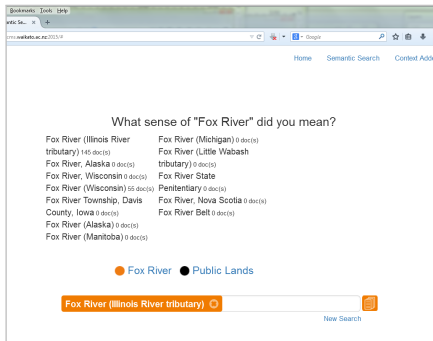 Bookmarks Tools Help
ntic Se... × +
cms.waikato.ac.nz:2015/#
Google
Home Semantic Search Context Adde
What sense of "Fox River" did you mean?
Fox River (Illinois River
tributary) 145 doc(s)
Fox River, Alaska 0 doc(s)
Fox River, Wisconsin 0 doc(s)
Fox River (Wisconsin) 55 doc(s)
Fox River Township, Davis
County, Iowa 0 doc(s)
Fox River (Alaska) 0 doc(s)
Fox River (Manitoba) 0 doc(s)
Fox River (Michigan) 0 doc(s)
Fox River (Little Wabash
tributary) 0 doc(s)
Fox River State
Penitentiary 0 doc(s)
Fox River, Nova Scotia 0 doc(s)
Fox River Belt 0 doc(s)
Fox River Public Lands
Fox River (Illinois River tributary)
New Search